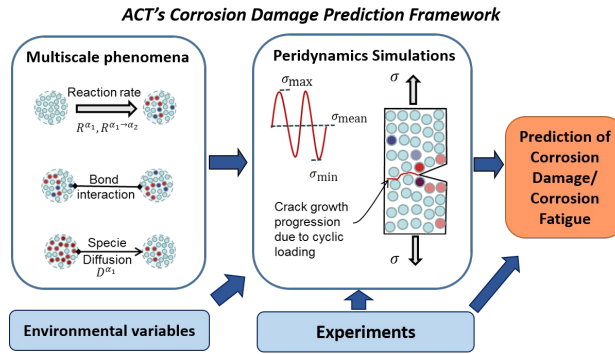 ACT's Corrosion Damage Prediction Framework
Multiscale phenomena
Reaction rate
R^α₁, R^α₁→α₂
Bond
interaction
Specie
Diffusion
D^α₁
Peridynamics Simulations
σmax
σmean
σmin
σ
Crack growth
progression
due to cyclic
loading
σ
Prediction of
Corrosion
Damage/
Corrosion
Fatigue
Environmental variables
Experiments